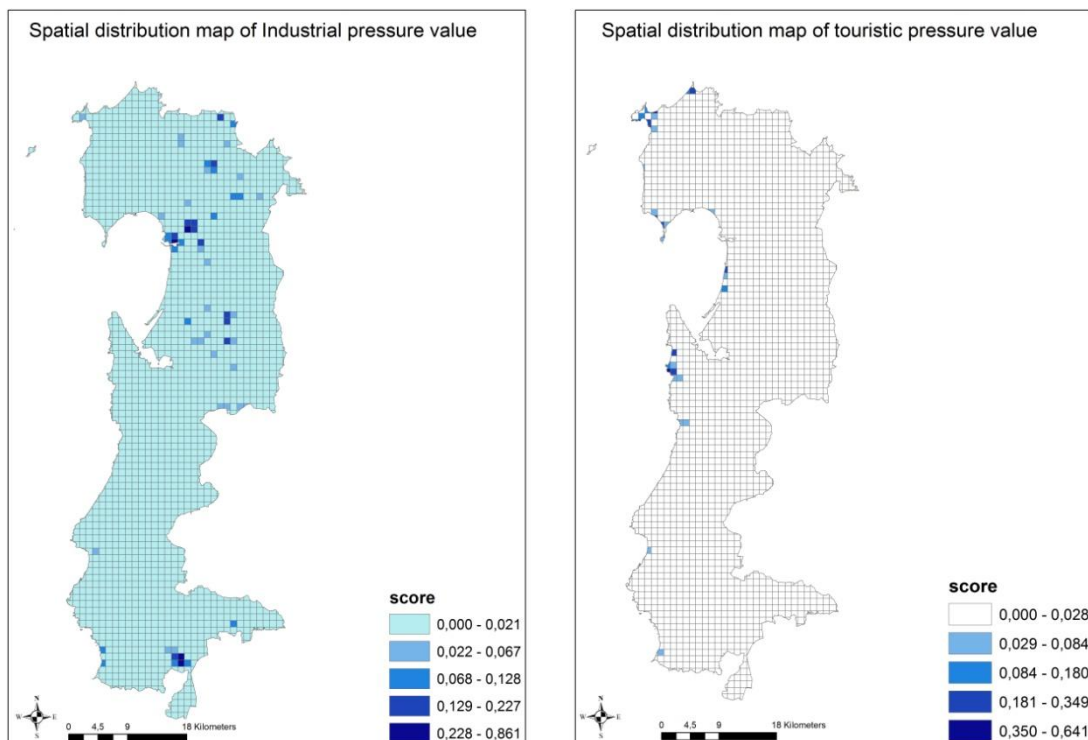 Spatial distribution map of Industrial pressure value
score
0,000 - 0,021
0,022 - 0,067
0,068 - 0,128
0,129 - 0,227
0,228 - 0,861
N
W E
S
0 4,5 9 18 Kilometers
Spatial distribution map of touristic pressure value
score
0,000 - 0,028
0,029 - 0,084
0,084 - 0,180
0,181 - 0,349
0,350 - 0,641
N
W E
S
0 4,5 9 18 Kilometers